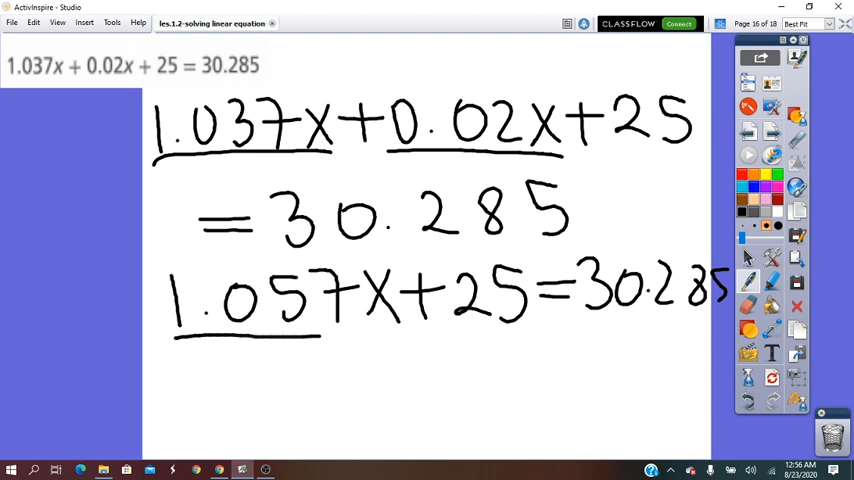 ActivInspire - Studio
File Edit View Insert Tools Help
les.1.2-solving linear equation
CLASSFLOW Connect
Page 16 of 18
Best Fit
1.037x + 0.02x + 25 = 30.285
1.037x+0.02x+25
=30.285
1.057x+25=30.285
12:56 AM
8/23/2020